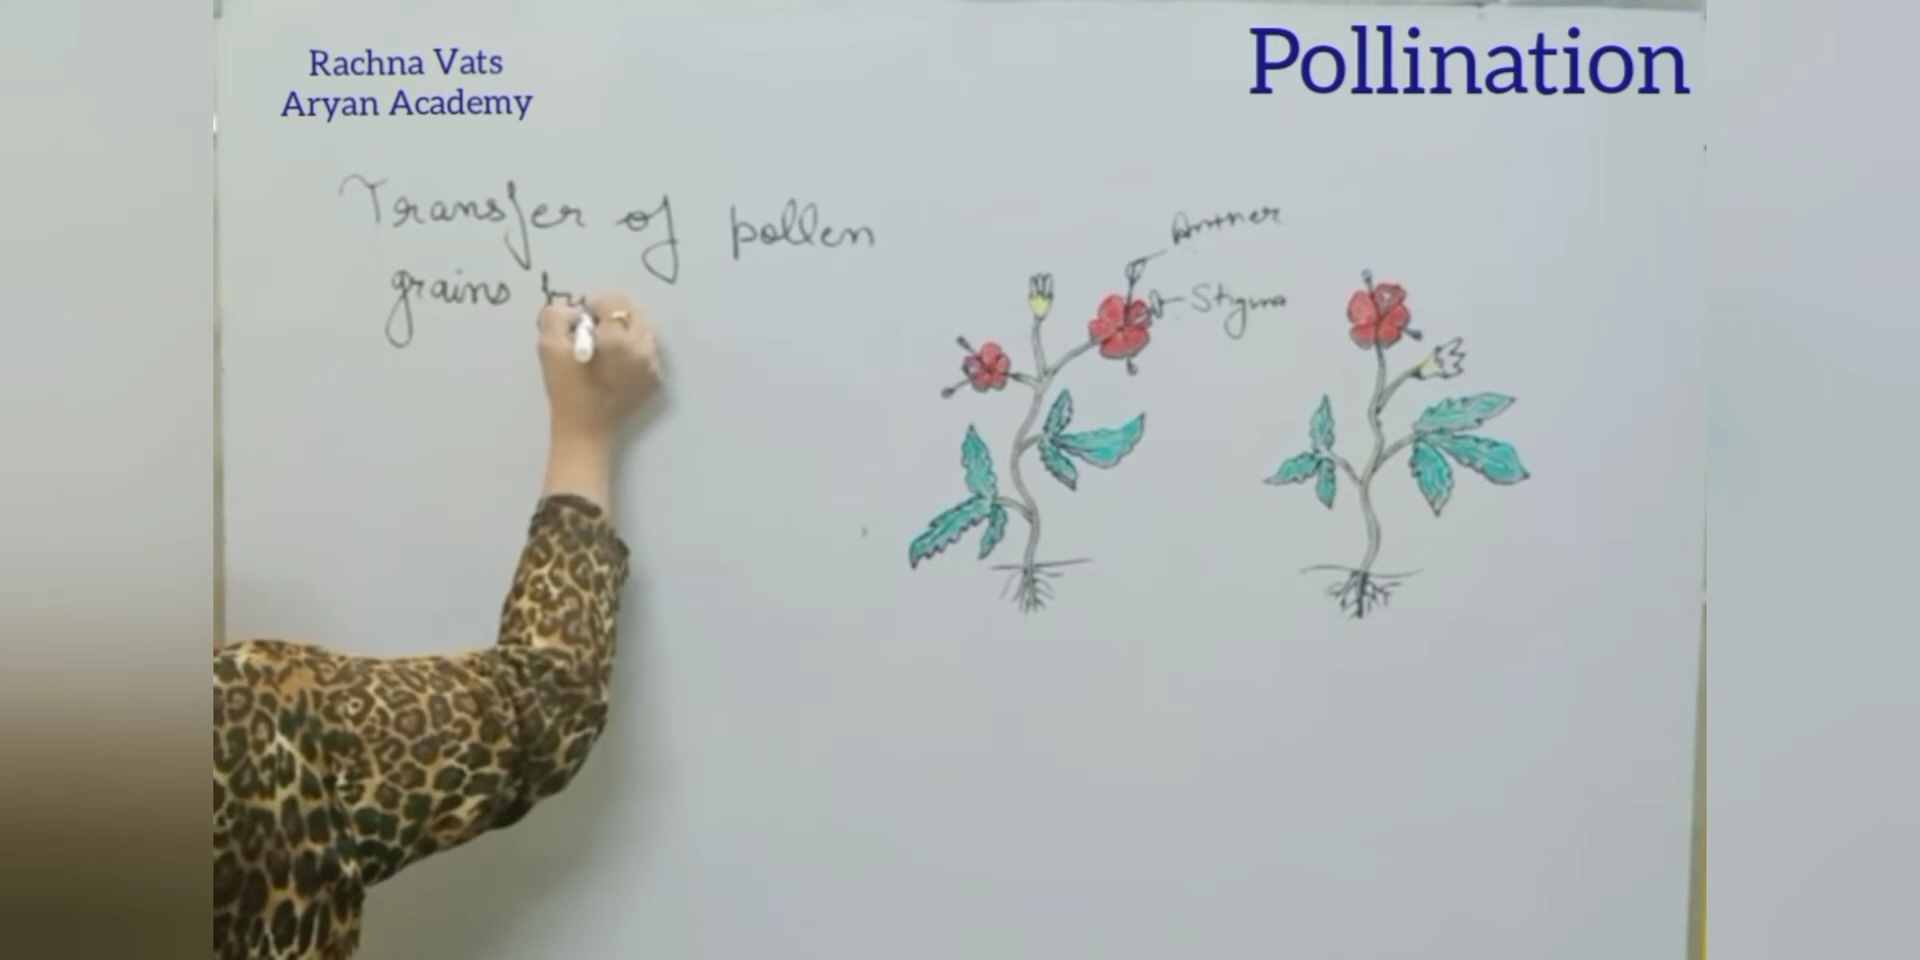 Rachna Vats
Aryan Academy
Pollination
Transfer of pollen
grains
Anther
Stigma